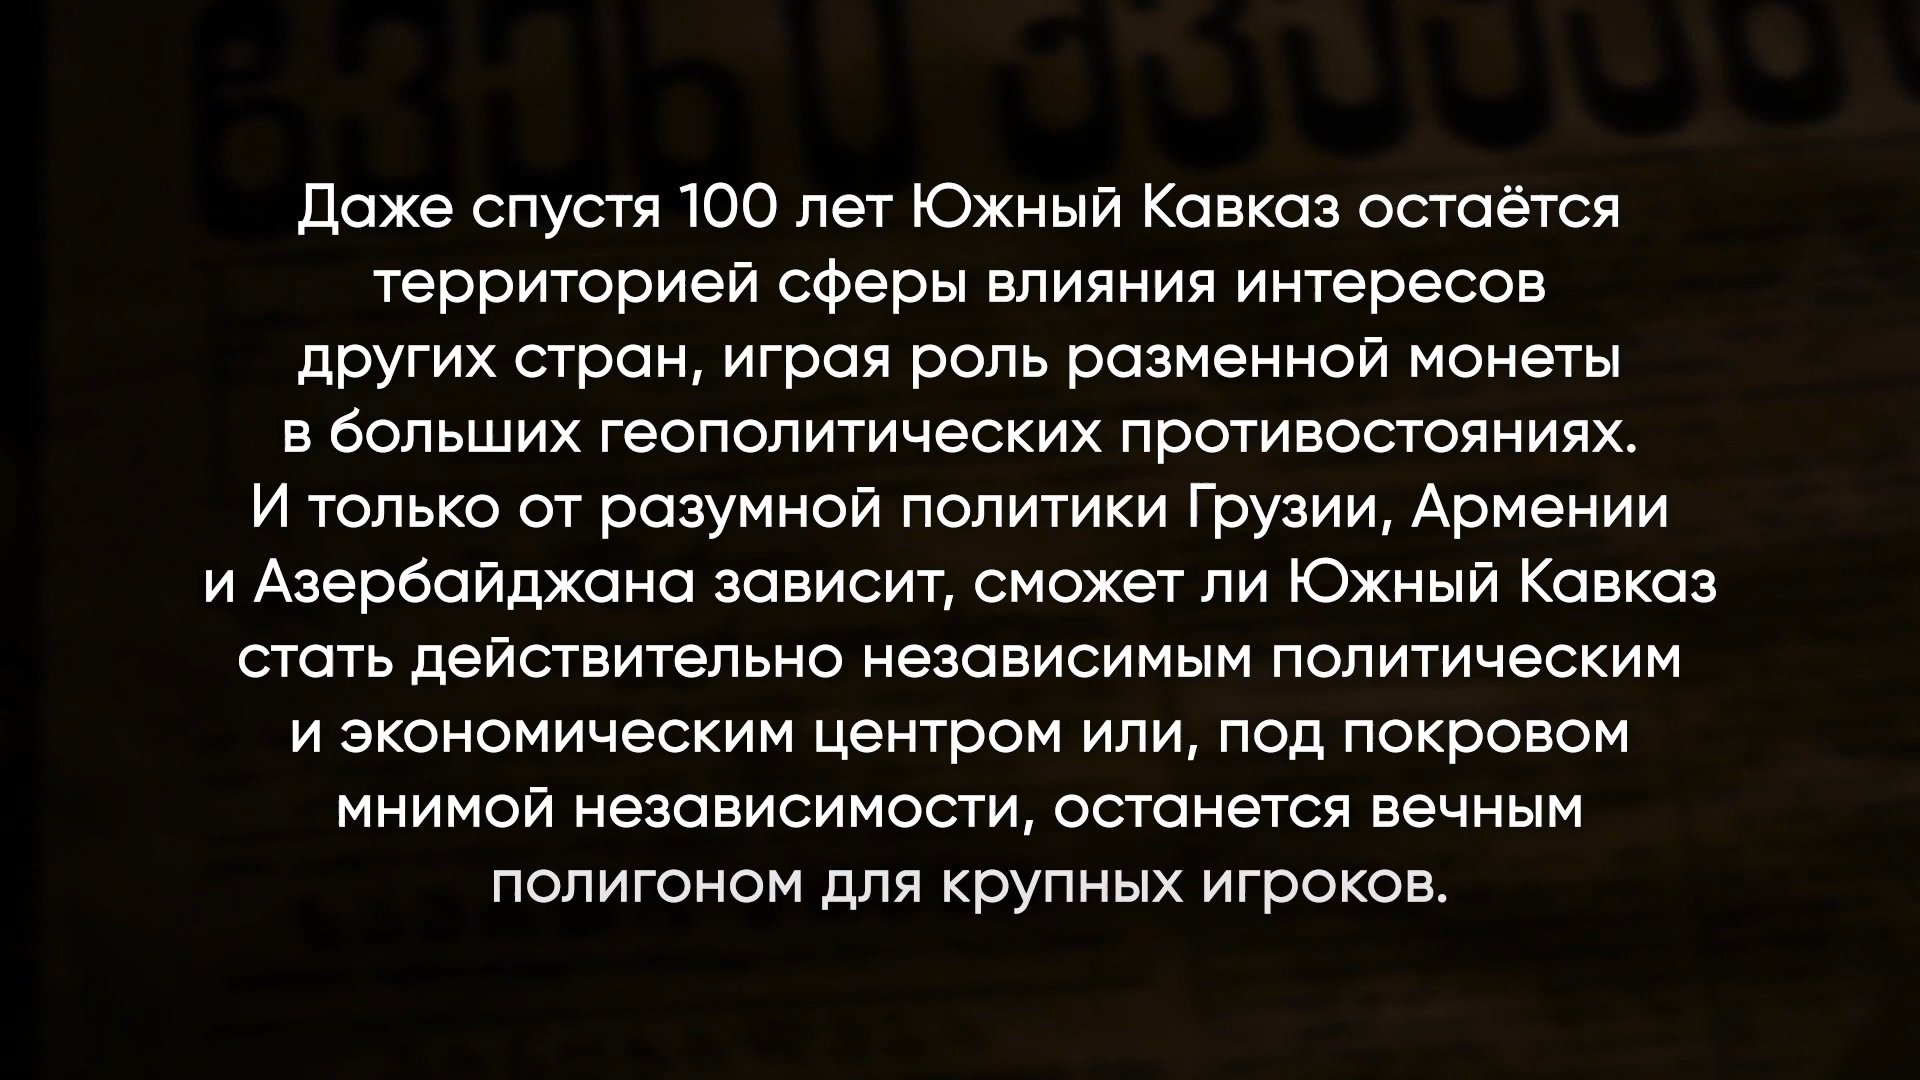 Даже спустя 100 лет Южный Кавказ остаётся
территорией сферы влияния интересов
других стран, играя роль разменной монеты
в больших геополитических противостояниях.
И только от разумной политики Грузии, Армении
и Азербайджана зависит, сможет ли Южный Кавказ
стать действительно независимым политическим
и экономическим центром или, под покровом
мнимой независимости, останется вечным
полигоном для крупных игроков.